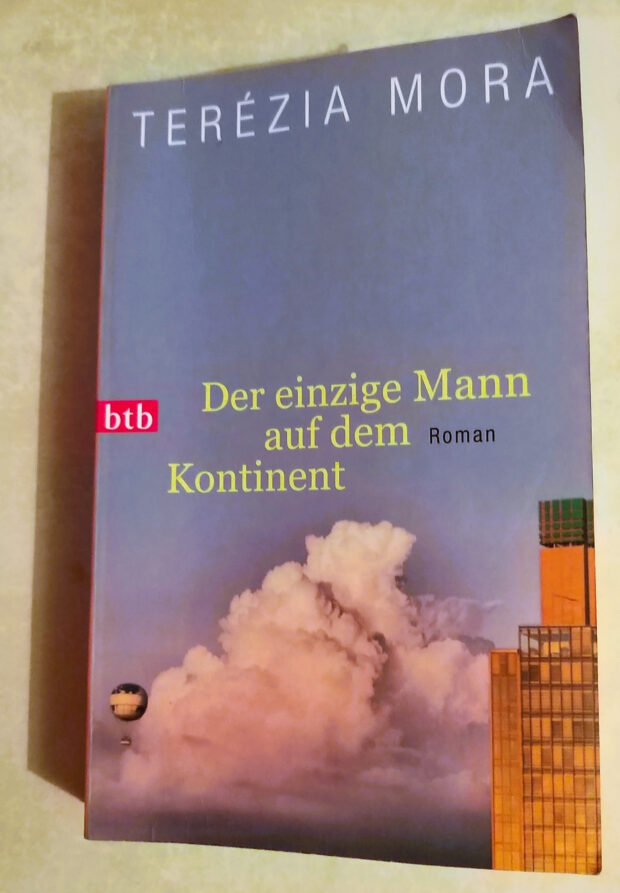 TERÉZIA MORA
btb
Der einzige Mann
auf dem Roman
Kontinent